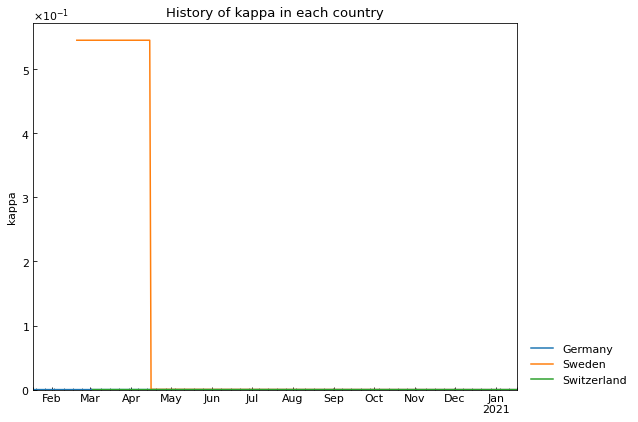 History of kappa in each country
×10⁻¹
5
4
3
2
1
0
kappa
Feb Mar Apr May Jun Jul Aug Sep Oct Nov Dec Jan
2021
Germany
Sweden
Switzerland